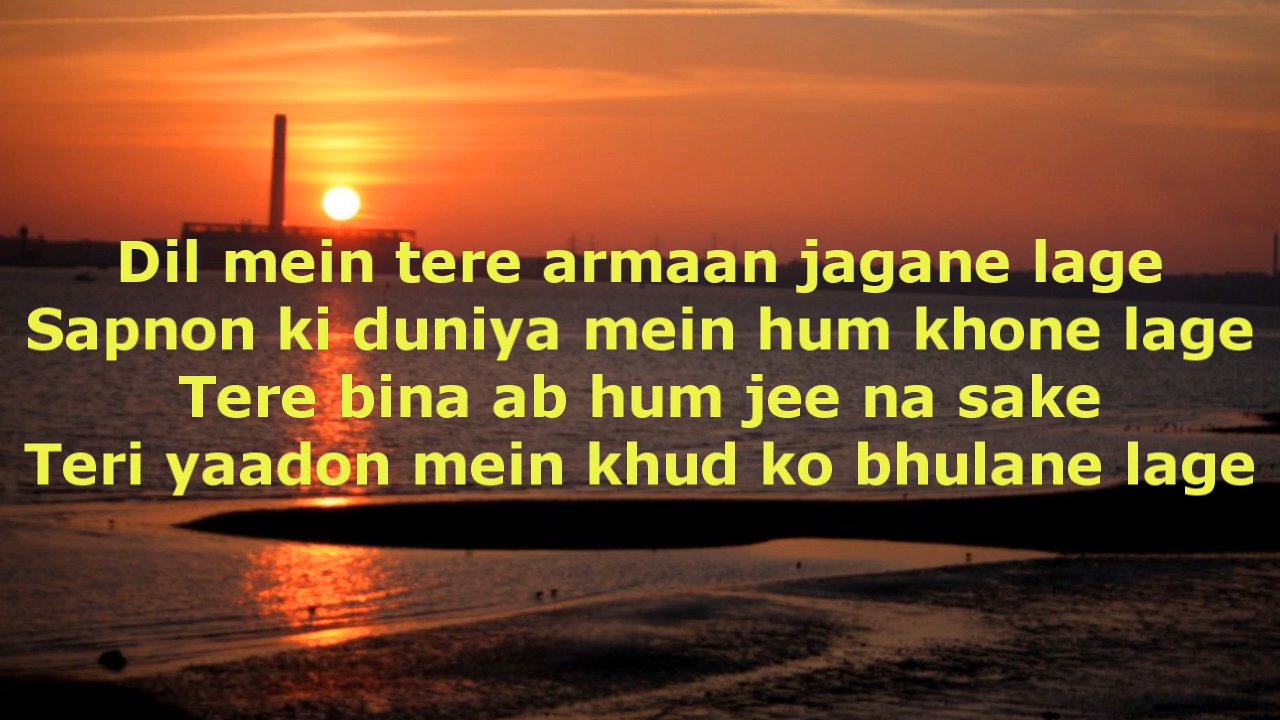 Dil mein tere armaan jagane lage
Sapnon ki duniya mein hum khone lage
Tere bina ab hum jee na sake
Teri yaadon mein khud ko bhulane lage